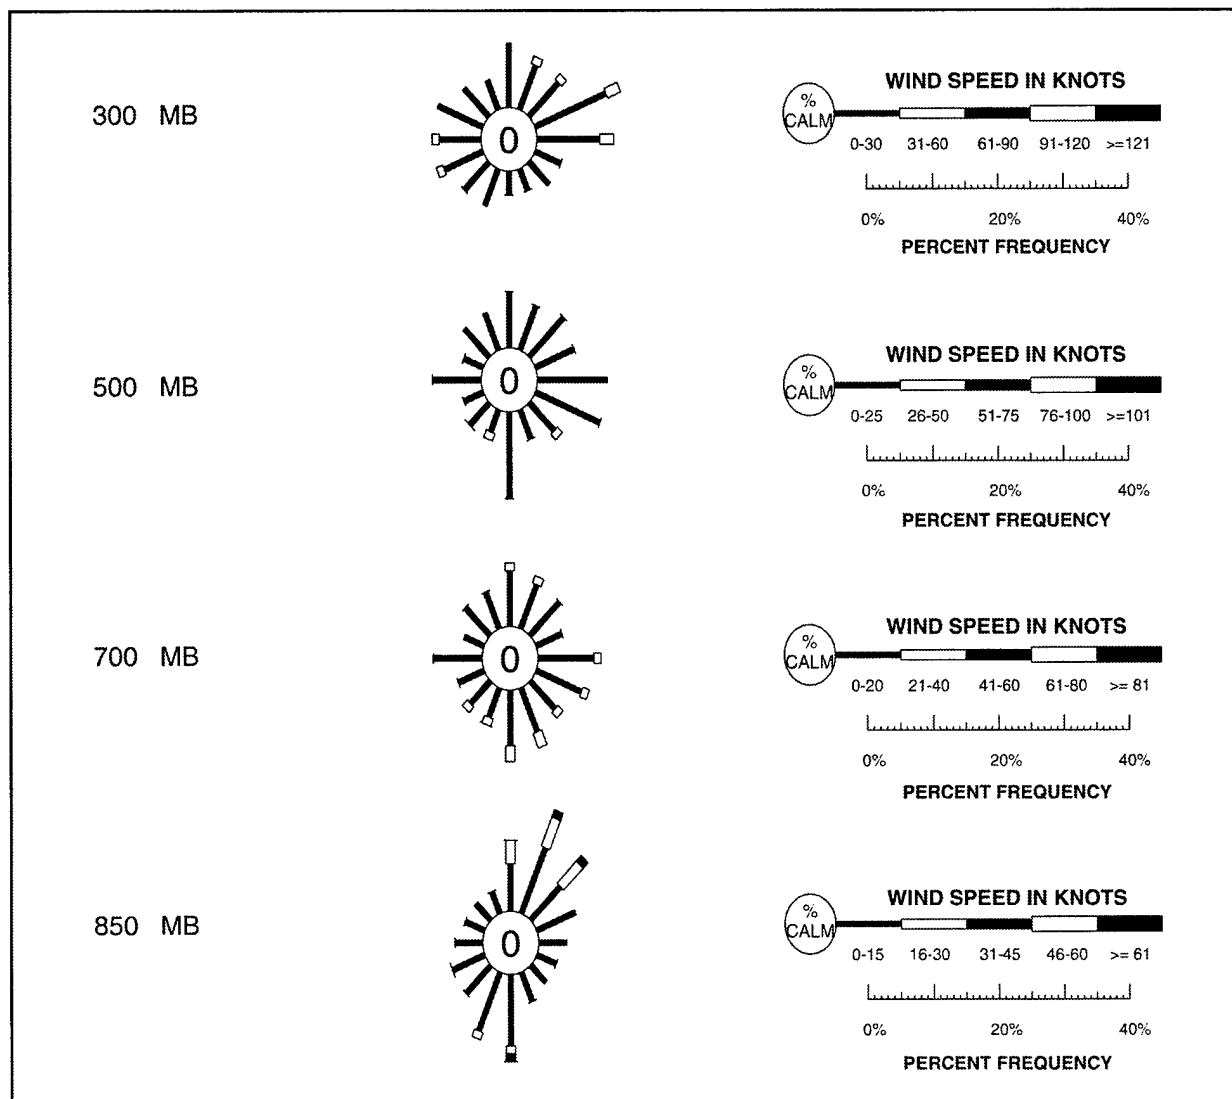 300 MB
0
WIND SPEED IN KNOTS
% CALM
0-30 31-60 61-90 91-120 >=121
0% 20% 40%
PERCENT FREQUENCY
500 MB
0
WIND SPEED IN KNOTS
% CALM
0-25 26-50 51-75 76-100 >=101
0% 20% 40%
PERCENT FREQUENCY
700 MB
0
WIND SPEED IN KNOTS
% CALM
0-20 21-40 41-60 61-80 >= 81
0% 20% 40%
PERCENT FREQUENCY
850 MB
0
WIND SPEED IN KNOTS
% CALM
0-15 16-30 31-45 46-60 >= 61
0% 20% 40%
PERCENT FREQUENCY